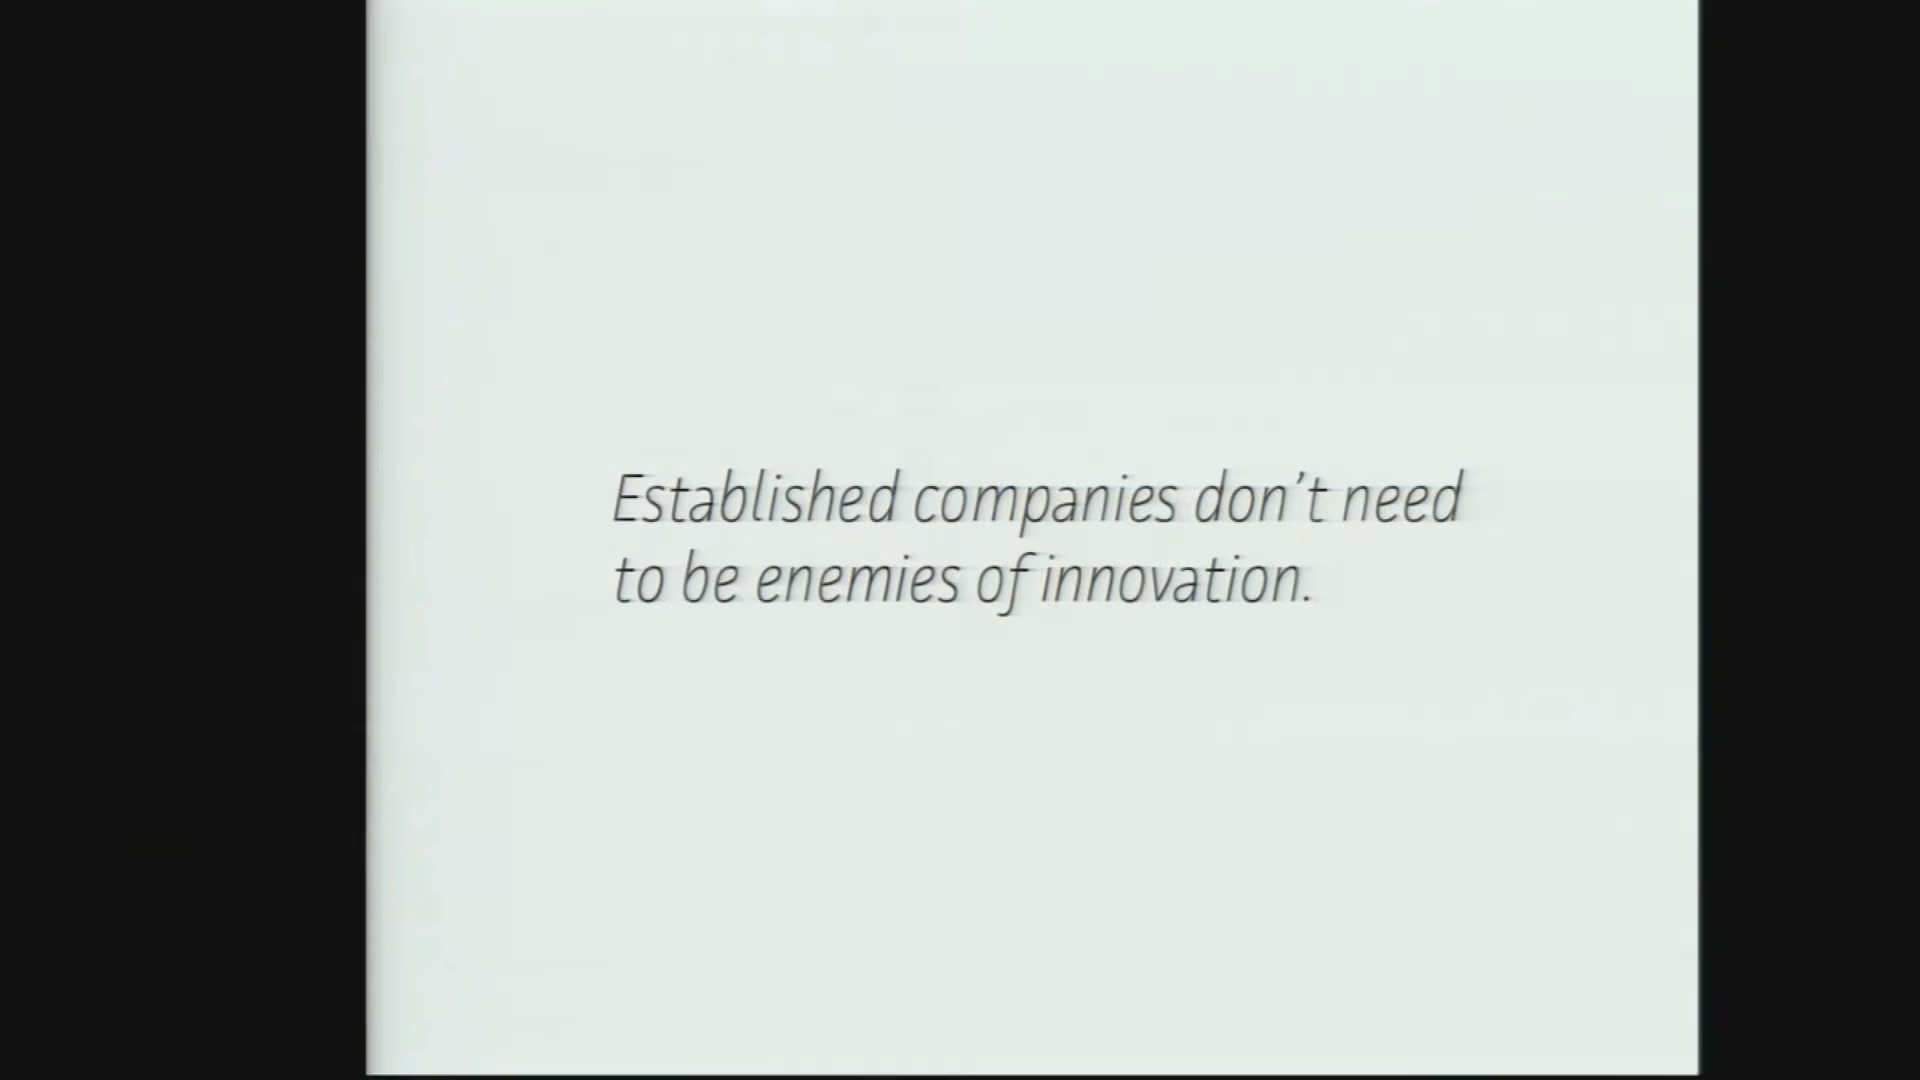 Established companies don’t need
to be enemies of innovation.